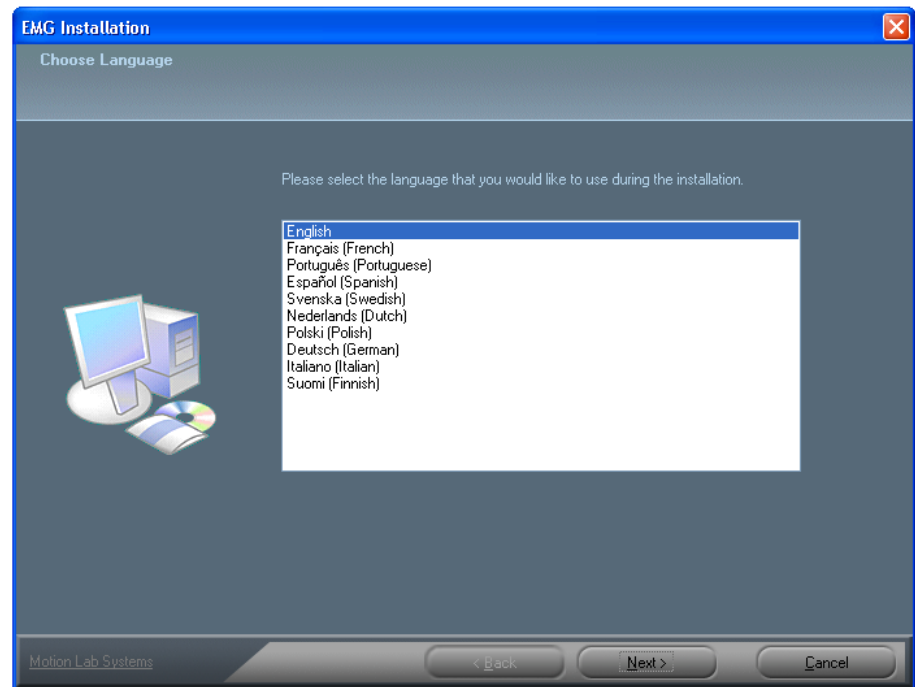 EMG Installation
Choose Language
Please select the language that you would like to use during the installation.
English
Français (French)
Português (Portuguese)
Español (Spanish)
Svenska (Swedish)
Nederlands (Dutch)
Polski (Polish)
Deutsch (German)
Italiano (Italian)
Suomi (Finnish)
Motion Lab Systems
< Back
Next >
Cancel